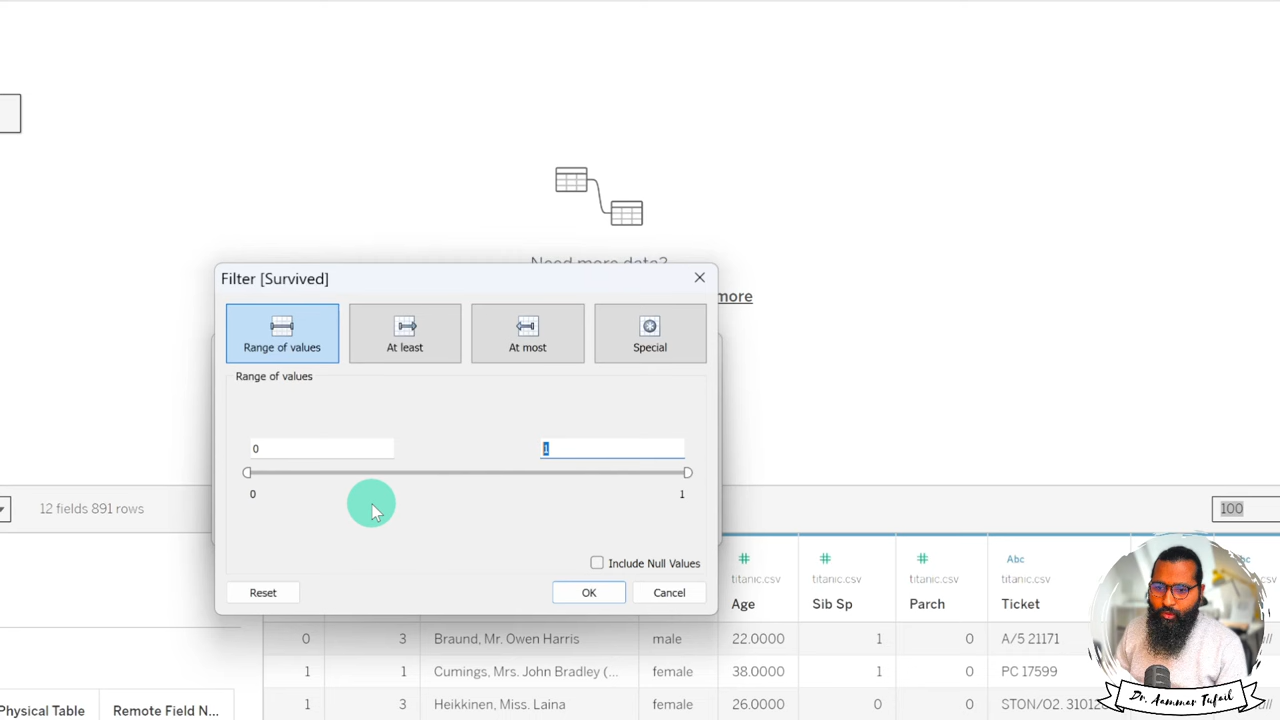 Need more data?
more
Filter [Survived]
Range of values
At least
At most
Special
Range of values
0
1
0
1
Include Null Values
Reset
OK
Cancel
12 fields 891 rows
100
Abc
titanic.csv
titanic.csv
titanic.csv
titanic.csv
Age
Sib Sp
Parch
Ticket
0 3 Braund, Mr. Owen Harris male 22.0000 1 0 A/5 21171
1 1 Cumings, Mrs. John Bradley (... female 38.0000 1 0 PC 17599
1 3 Heikkinen, Miss. Laina female 26.0000 0 0 STON/O2. 31012
Physical Table
Remote Field N...
Dr. Aammar Tufail